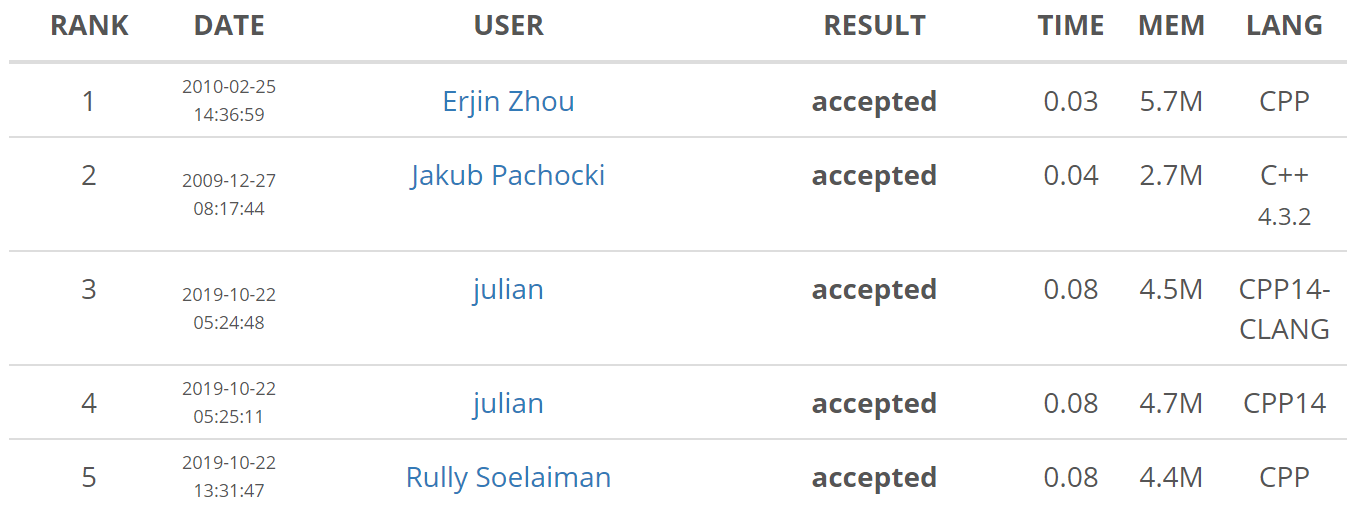 RANK DATE USER RESULT TIME MEM LANG
1 2010-02-25 14:36:59 Erjin Zhou accepted 0.03 5.7M CPP
2 2009-12-27 08:17:44 Jakub Pachocki accepted 0.04 2.7M C++ 4.3.2
3 2019-10-22 05:24:48 julian accepted 0.08 4.5M CPP14-CLANG
4 2019-10-22 05:25:11 julian accepted 0.08 4.7M CPP14
5 2019-10-22 13:31:47 Rully Soelaiman accepted 0.08 4.4M CPP